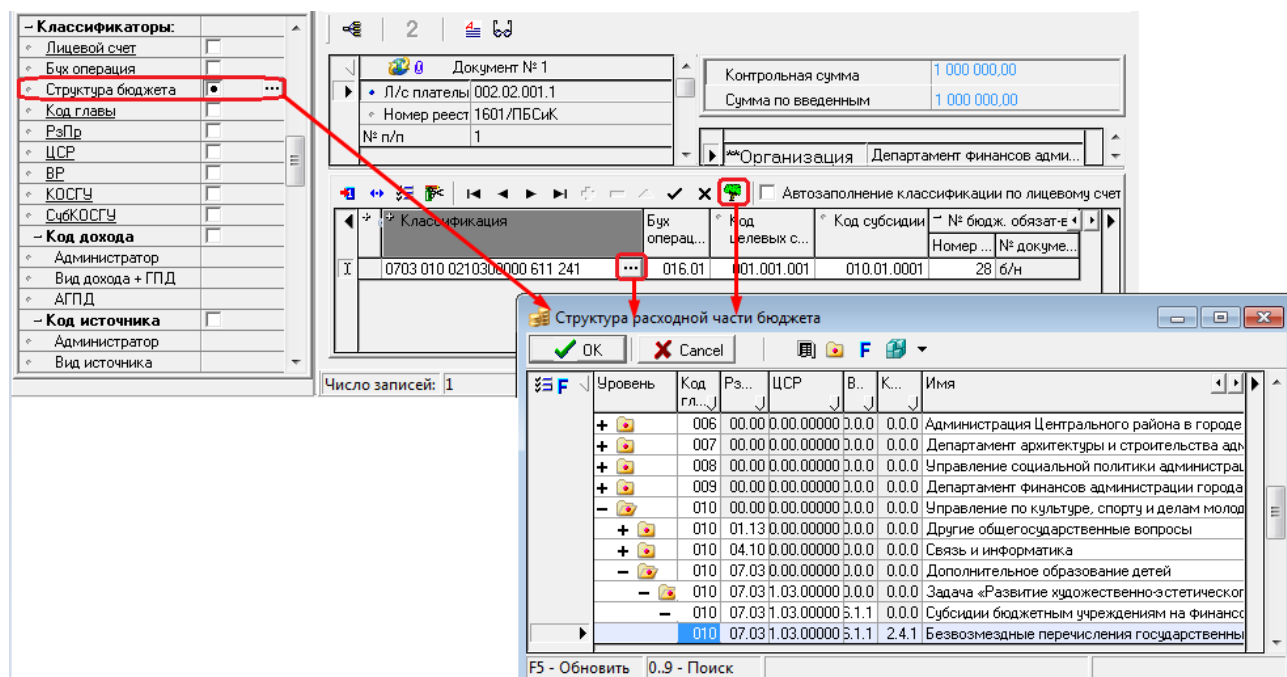 Классификаторы:
Лицевой счет
Бух операция
Структура бюджета ...
Код главы
РзПр
ЦСР
ВР
КОСГУ
СубКОСГУ
Код дохода
Администратор
Вид дохода + ГПД
АГПД
Код источника
Администратор
Вид источника
2
Документ № 1
Л/с плательц 002.02.001.1
Номер реест 1601/ПБСиК
№ п/п 1
Контрольная сумма 1 000 000,00
Сумма по введенным 1 000 000,00
**Организация Департамент финансов адми...
Автозаполнение классификации по лицевому счет
Классификация Бух операц... Код целевых с... Код субсидии № бюдж. обязат-е
Номер ... № докуме...
0703 010 0210300000 611 241 ... 016.01 001.001.001 010.01.0001 28 б/н
Число записей: 1
Структура расходной части бюджета
OK Cancel F
F Уровень Код гл... Рз... ЦСР В... К... Имя
+ 006 00.00 0.00.00000 0.0.0 0.0.0 Администрация Центрального района в городе
+ 007 00.00 0.00.00000 0.0.0 0.0.0 Департамент архитектуры и строительства адм
+ 008 00.00 0.00.00000 0.0.0 0.0.0 Управление социальной политики администрац
+ 009 00.00 0.00.00000 0.0.0 0.0.0 Департамент финансов администрации города
– 010 00.00 0.00.00000 0.0.0 0.0.0 Управление по культуре, спорту и делам молод
+ 010 01.13 0.00.00000 0.0.0 0.0.0 Другие общегосударственные вопросы
+ 010 04.10 0.00.00000 0.0.0 0.0.0 Связь и информатика
– 010 07.03 0.00.00000 0.0.0 0.0.0 Дополнительное образование детей
– 010 07.03 1.03.00000 0.0.0 0.0.0 Задача «Развитие художественно-эстетическог
– 010 07.03 1.03.00000 6.1.1 0.0.0 Субсидии бюджетным учреждениям на финансо
010 07.03 1.03.00000 6.1.1 2.4.1 Безвозмездные перечисления государственны
F5 - Обновить 0..9 - Поиск